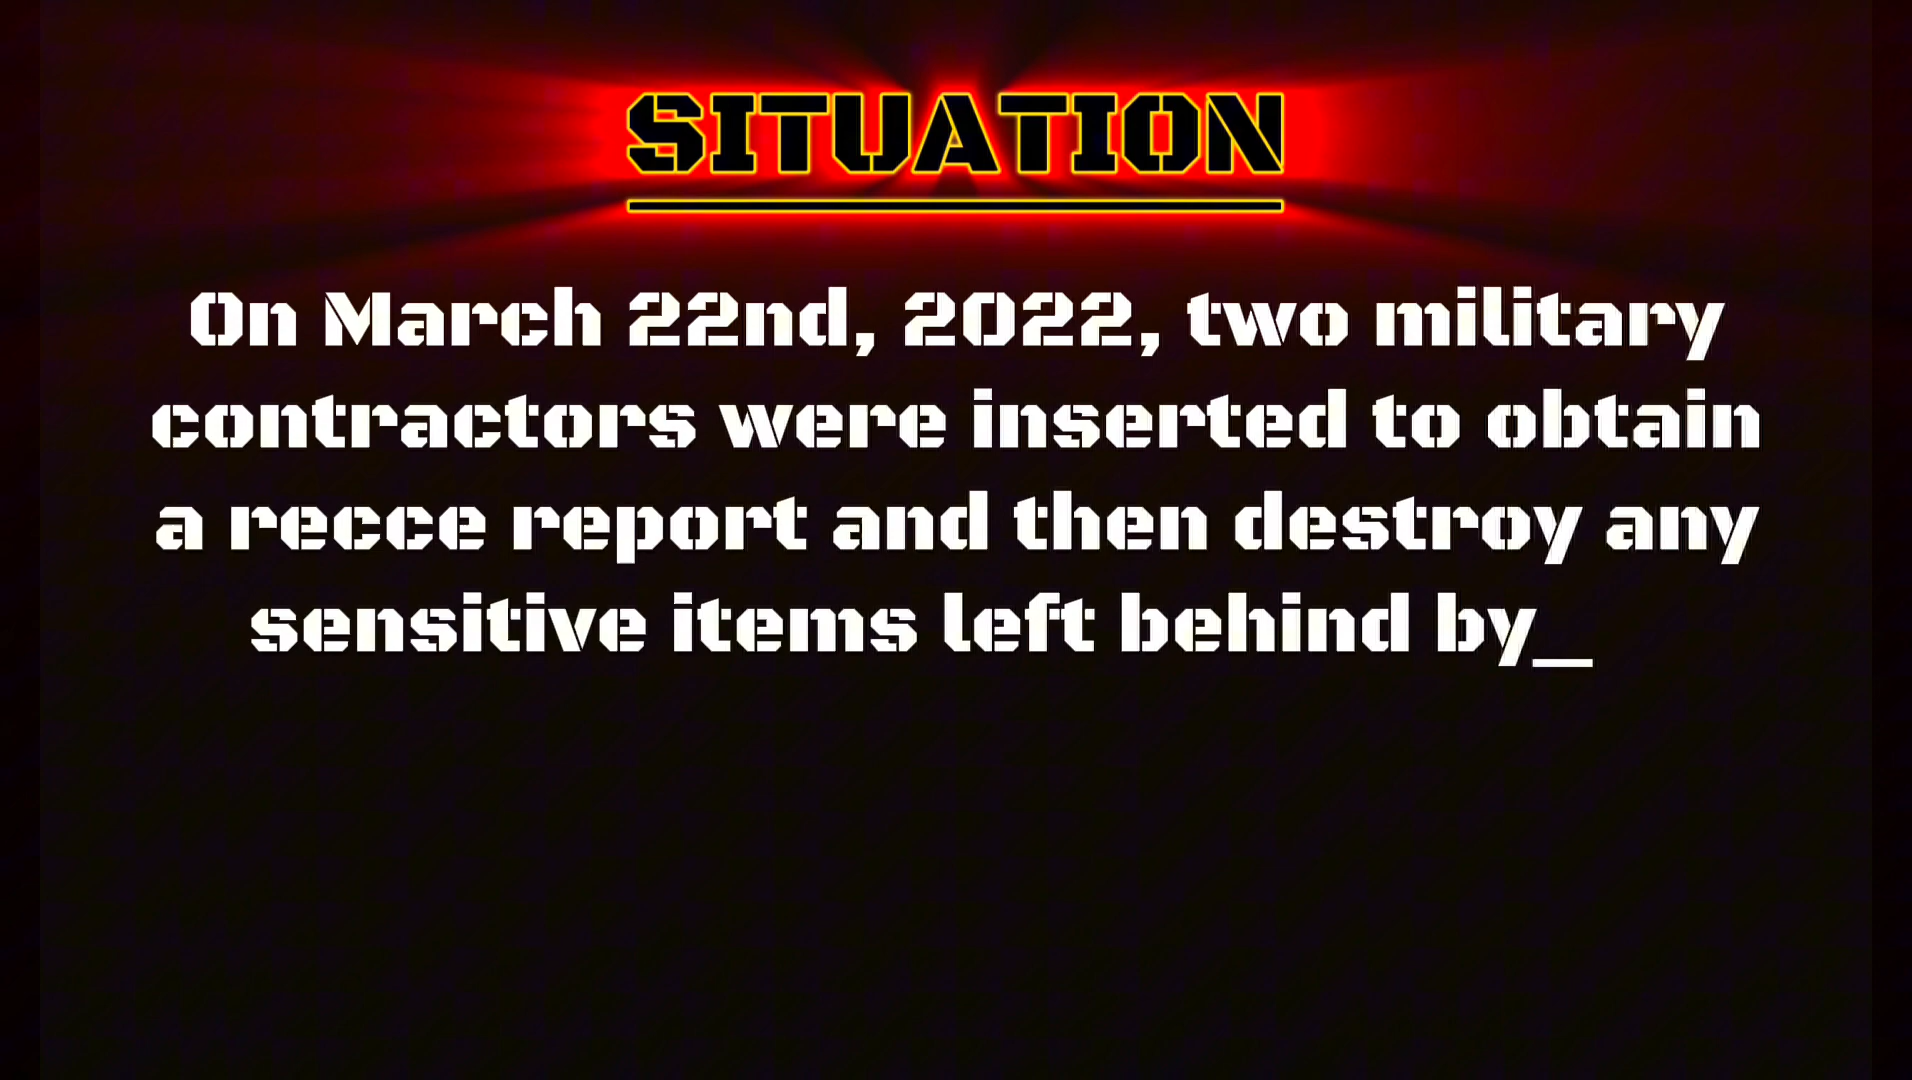 SITUATION
On March 22nd, 2022, two military
contractors were inserted to obtain
a recce report and then destroy any
sensitive items left behind by_